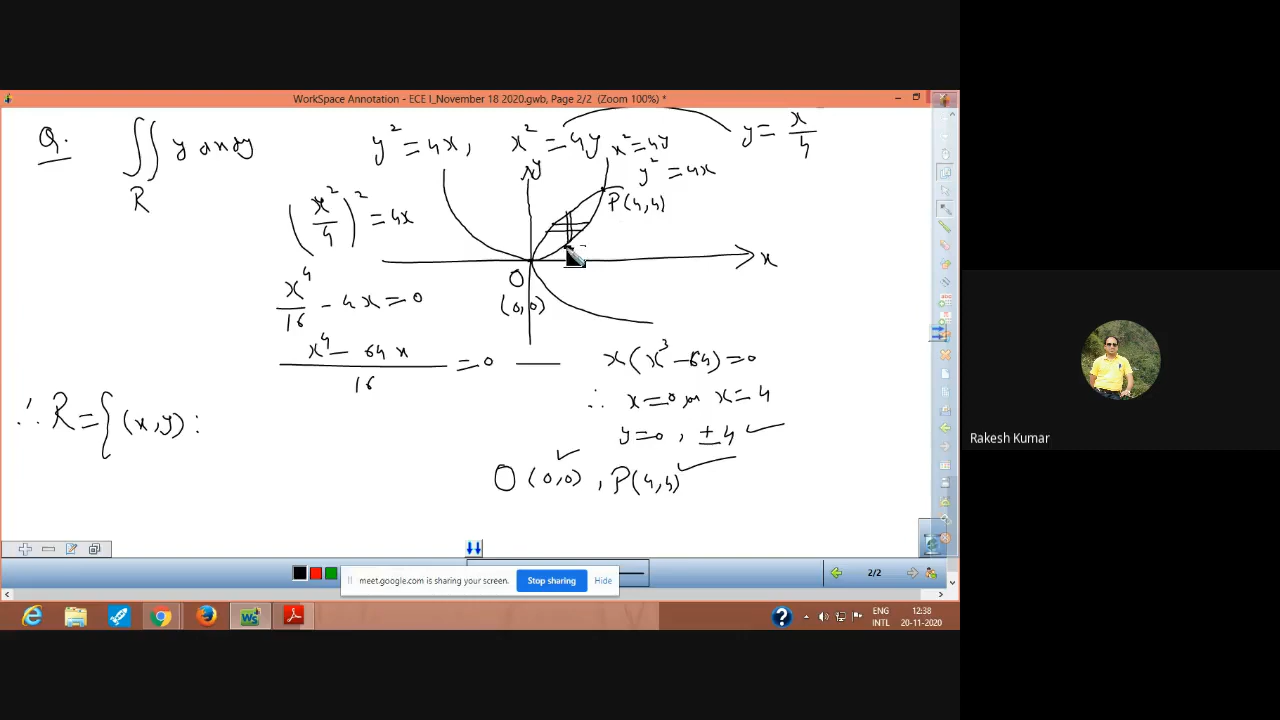 WorkSpace Annotation - ECE I_November 18 2020.gwb, Page 2/2 (Zoom 100%) *
Q. ∬_R y dx dy   y² = 4x,   x² = 4y   y = x/4
x² = 4y
y² = 4x
y
P(4,4)
(x²/4)² = 4x
x
O
(0,0)
x⁴/16 - 4x = 0
(x⁴ - 64x)/16 = 0 —— x(x³ - 64) = 0
∴ x = 0 or x = 4
y = 0, ± 4 ✓
∴ R = { (x,y) :
O (0,0) ✓, P(4,4) ✓
2/2
meet.google.com is sharing your screen.
Stop sharing
Hide
ENG
INTL
12:38
20-11-2020
Rakesh Kumar